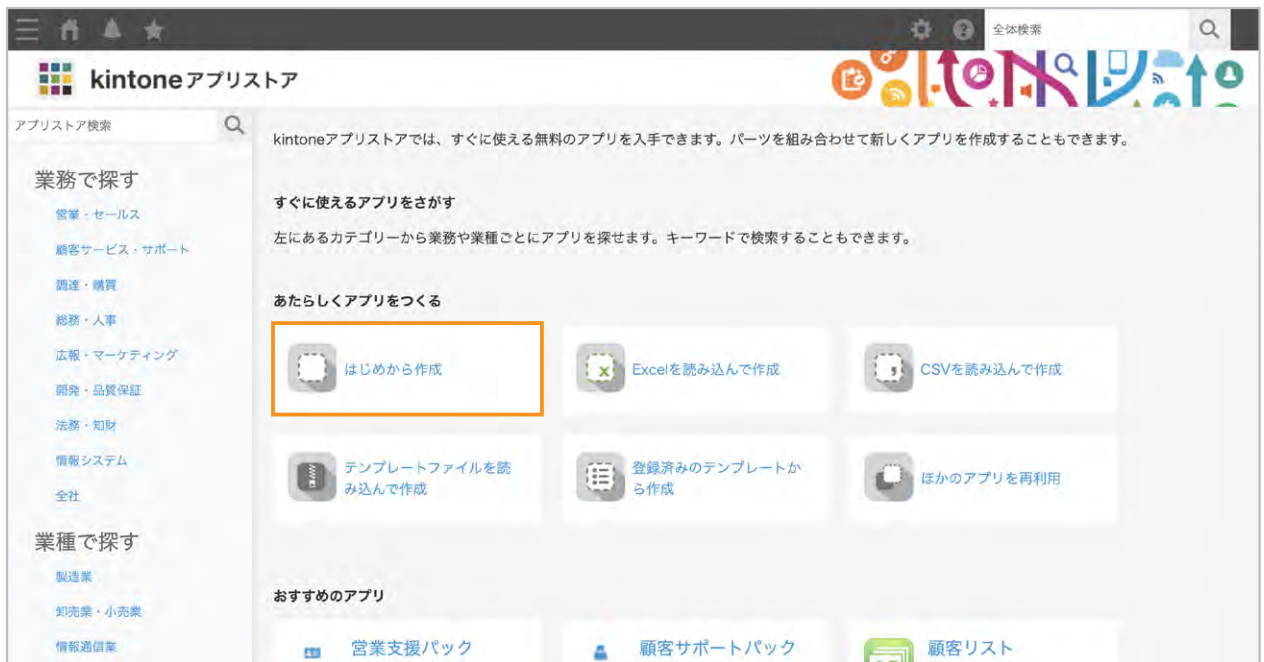 全体検索
kintoneアプリストア
アプリストア検索
業務で探す
営業・セールス
顧客サービス・サポート
調達・購買
総務・人事
広報・マーケティング
開発・品質保証
法務・知財
情報システム
全社
業種で探す
製造業
卸売業・小売業
情報通信業
kintoneアプリストアでは、すぐに使える無料のアプリを入手できます。パーツを組み合わせて新しくアプリを作成することもできます。
すぐに使えるアプリをさがす
左にあるカテゴリーから業務や業種ごとにアプリを探せます。キーワードで検索することもできます。
あたらしくアプリをつくる
はじめから作成
Excelを読み込んで作成
CSVを読み込んで作成
テンプレートファイルを読
み込んで作成
登録済みのテンプレートか
ら作成
ほかのアプリを再利用
おすすめのアプリ
営業支援パック
顧客サポートパック
顧客リスト